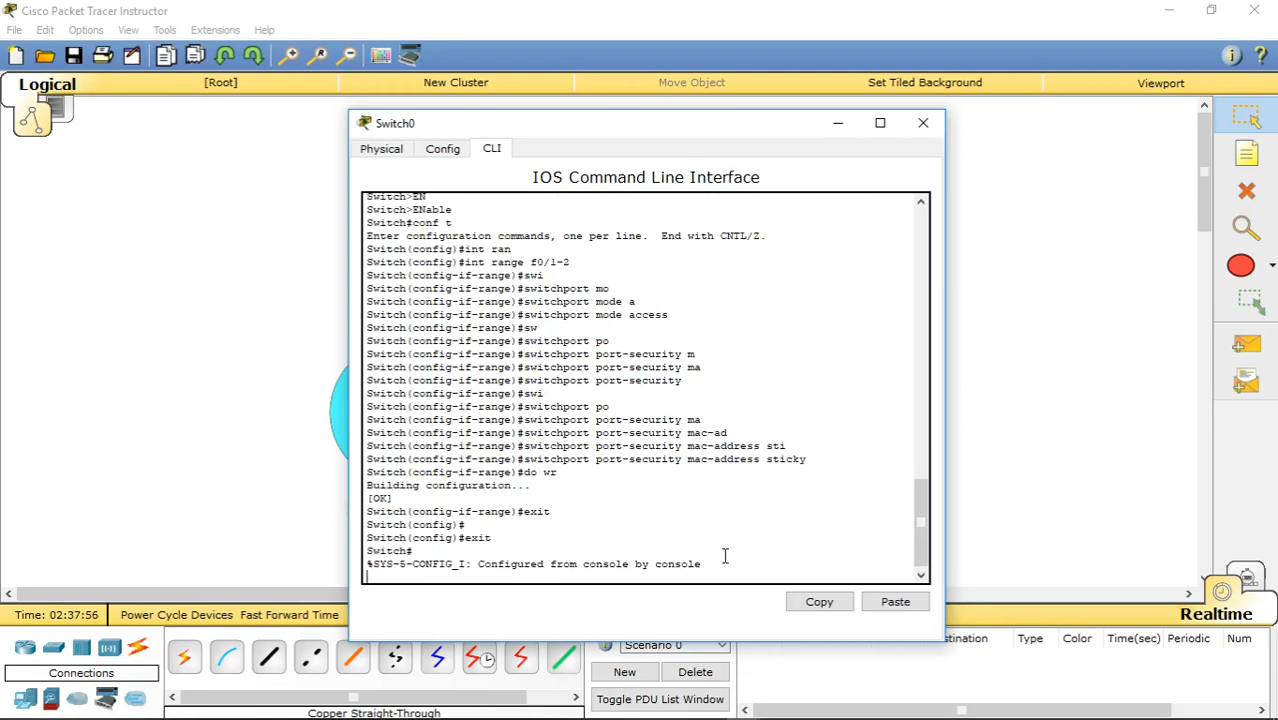 Cisco Packet Tracer Instructor
File Edit Options View Tools Extensions Help
Logical [Root] New Cluster Move Object Set Tiled Background Viewport
Switch0
Physical Config CLI
IOS Command Line Interface
Switch>EN
Switch>ENable
Switch#conf t
Enter configuration commands, one per line.  End with CNTL/Z.
Switch(config)#int ran
Switch(config)#int range f0/1-2
Switch(config-if-range)#swi
Switch(config-if-range)#switchport mo
Switch(config-if-range)#switchport mode a
Switch(config-if-range)#switchport mode access
Switch(config-if-range)#sw
Switch(config-if-range)#switchport po
Switch(config-if-range)#switchport port-security m
Switch(config-if-range)#switchport port-security ma
Switch(config-if-range)#switchport port-security
Switch(config-if-range)#swi
Switch(config-if-range)#switchport po
Switch(config-if-range)#switchport port-security ma
Switch(config-if-range)#switchport port-security mac-ad
Switch(config-if-range)#switchport port-security mac-address sti
Switch(config-if-range)#switchport port-security mac-address sticky
Switch(config-if-range)#do wr
Building configuration...
[OK]
Switch(config-if-range)#exit
Switch(config)#
Switch(config)#exit
Switch#
%SYS-5-CONFIG_I: Configured from console by console
Copy Paste
Time: 02:37:56 Power Cycle Devices Fast Forward Time Realtime
Scenario 0 stination Type Color Time(sec) Periodic Num
Connections New Delete
Toggle PDU List Window
Copper Straight-Through